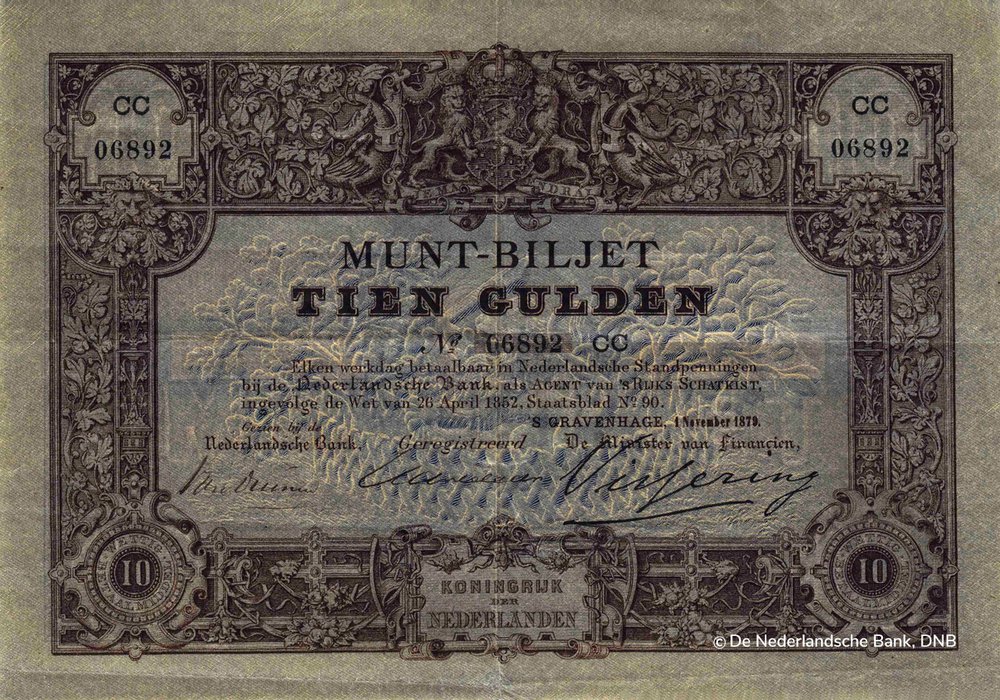 CC
06892
CC
06892
MUNT-BILJET
TIEN GULDEN
No 06892 CC
Elken werkdag betaalbaar in Nederlandsche Standpenningen
bij de Nederlandsche Bank, als AGENT van 'SRIJKS SCHATKIST,
ingevolge de Wet van 26 April 1852, Staatsblad No 90.
'S GRAVENHAGE, 1 November 1879.
Gezien bij de
Nederlandsche Bank.
Geregistreerd
De Minister van Financien,
Vissering
10
10
KONINGRIJK
DER
NEDERLANDEN
© De Nederlandsche Bank, DNB